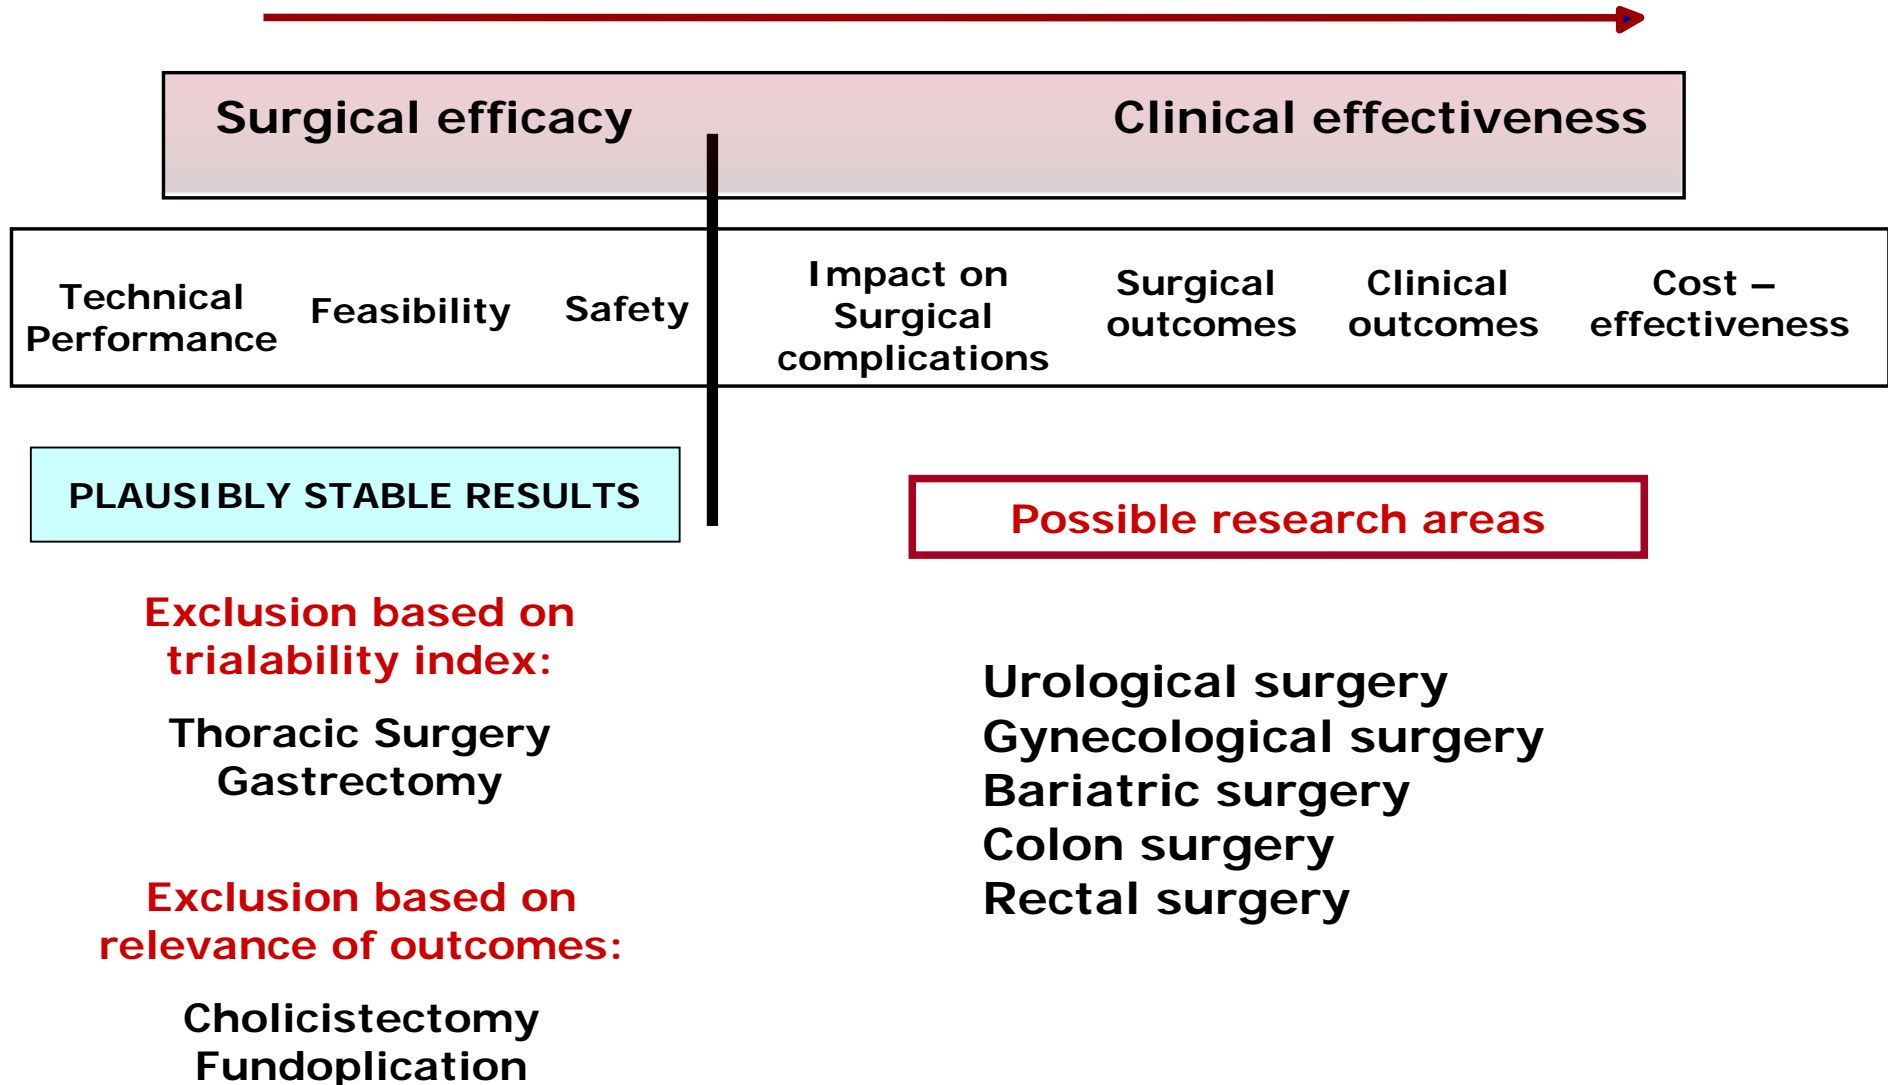 Surgical efficacy
Clinical effectiveness
Technical
Performance
Feasibility
Safety
Impact on
Surgical
complications
Surgical
outcomes
Clinical
outcomes
Cost –
effectiveness
PLAUSIBLY STABLE RESULTS
Exclusion based on
trialability index:
Thoracic Surgery
Gastrectomy
Exclusion based on
relevance of outcomes:
Cholicistectomy
Fundoplication
Possible research areas
Urological surgery
Gynecological surgery
Bariatric surgery
Colon surgery
Rectal surgery